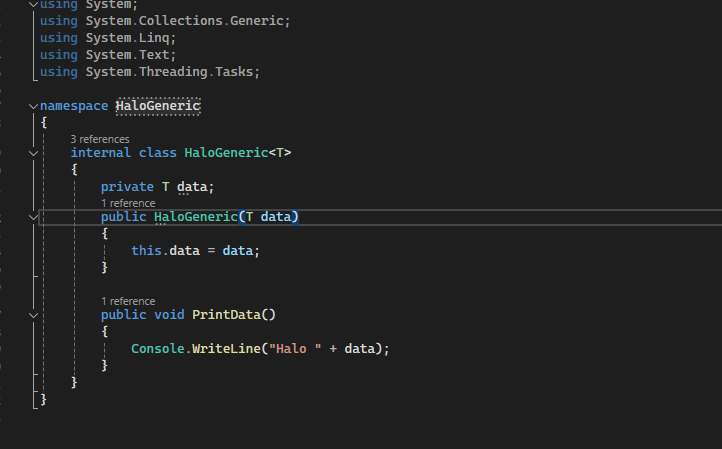 using System;
using System.Collections.Generic;
using System.Linq;
using System.Text;
using System.Threading.Tasks;
namespace HaloGeneric
{
3 references
internal class HaloGeneric<T>
{
private T data;
1 reference
public HaloGeneric(T data)
{
this.data = data;
}
1 reference
public void PrintData()
{
Console.WriteLine("Halo " + data);
}
}
}